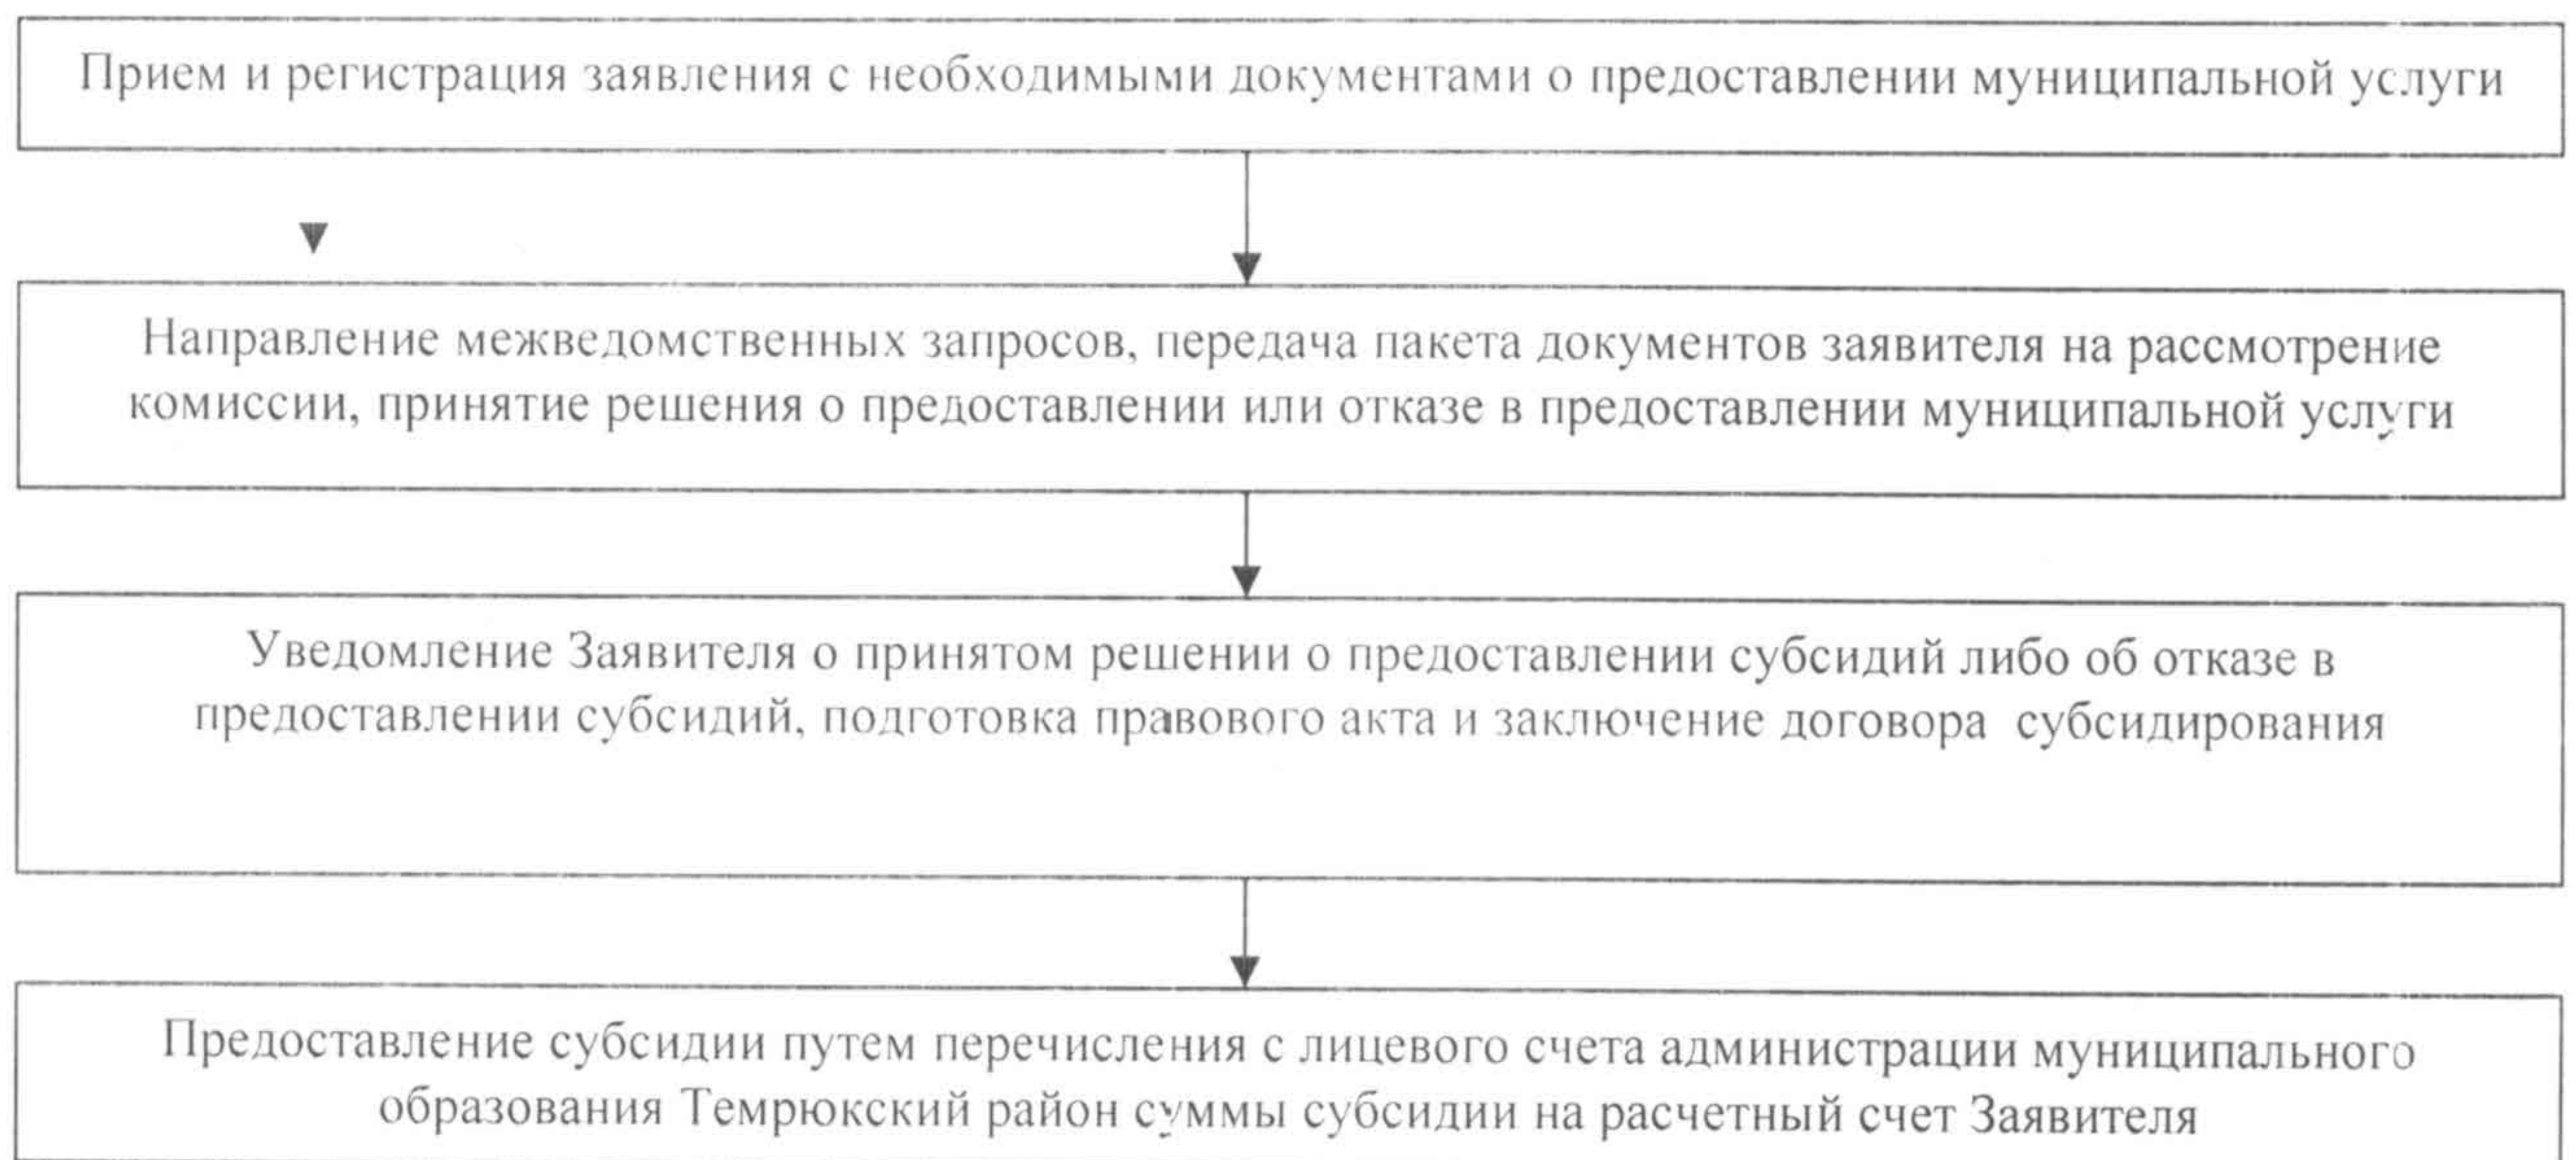 Прием и регистрация заявления с необходимыми документами о предоставлении муниципальной услуги
Направление межведомственных запросов, передача пакета документов заявителя на рассмотрение
комиссии, принятие решения о предоставлении или отказе в предоставлении муниципальной услуги
Уведомление Заявителя о принятом решении о предоставлении субсидий либо об отказе в
предоставлении субсидий, подготовка правового акта и заключение договора субсидирования
Предоставление субсидии путем перечисления с лицевого счета администрации муниципального
образования Темрюкский район суммы субсидии на расчетный счет Заявителя